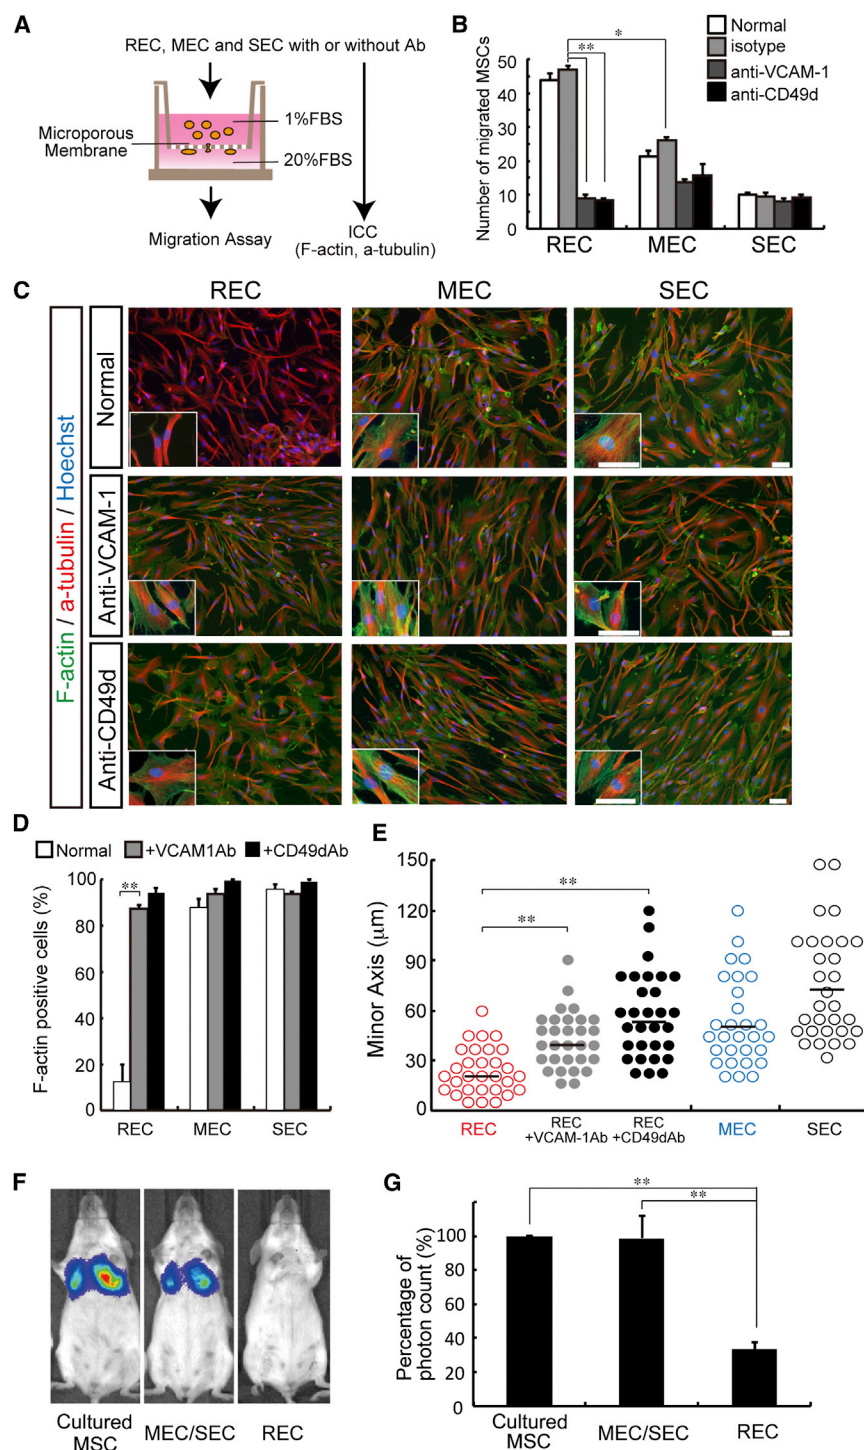 A
REC, MEC and SEC with or without Ab
Microporous
Membrane
1%FBS
20%FBS
Migration Assay
ICC
(F-actin, a-tubulin)
B
Normal
isotype
anti-VCAM-1
anti-CD49d
Number of migrated MSCs
50
40
30
20
10
0
*
**
REC
MEC
SEC
C
REC
MEC
SEC
F-actin / a-tubulin / Hoechst
Normal
Anti-VCAM-1
Anti-CD49d
D
Normal
+VCAM1Ab
+CD49dAb
F-actin positive cells (%)
100
80
60
40
20
0
**
REC
MEC
SEC
E
Minor Axis (μm)
150
120
90
60
30
0
**
**
REC
REC
+VCAM-1Ab
REC
+CD49dAb
MEC
SEC
F
Cultured
MSC
MEC/SEC
REC
G
Percentage of
photon count (%)
100
80
60
40
20
0
**
**
Cultured
MSC
MEC/SEC
REC